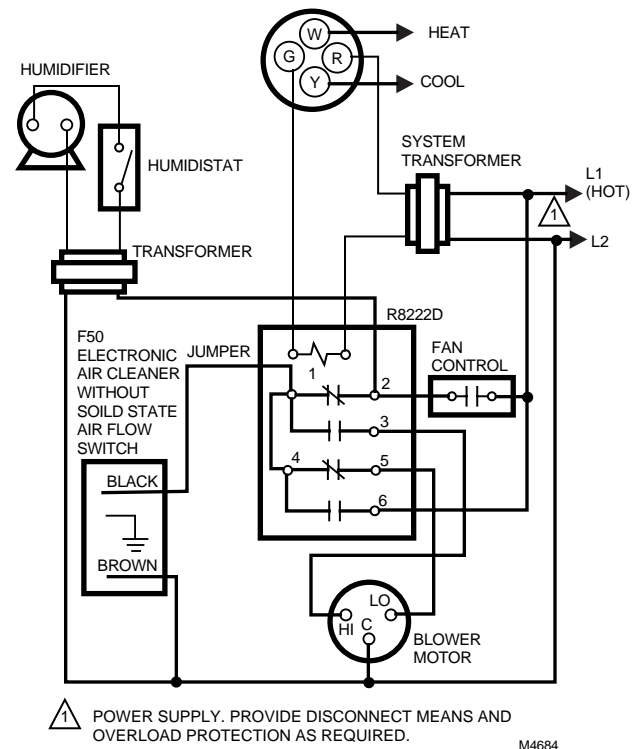 W
HEAT
G
R
Y
COOL
HUMIDIFIER
HUMIDISTAT
SYSTEM
TRANSFORMER
L1
(HOT)
1
L2
TRANSFORMER
R8222D
F50
ELECTRONIC
AIR CLEANER
WITHOUT
SOILD STATE
AIR FLOW
SWITCH
JUMPER
FAN
CONTROL
1
2
3
4
5
6
BLACK
BROWN
LO
HI
C
BLOWER
MOTOR
1 POWER SUPPLY. PROVIDE DISCONNECT MEANS AND
OVERLOAD PROTECTION AS REQUIRED.
M4684